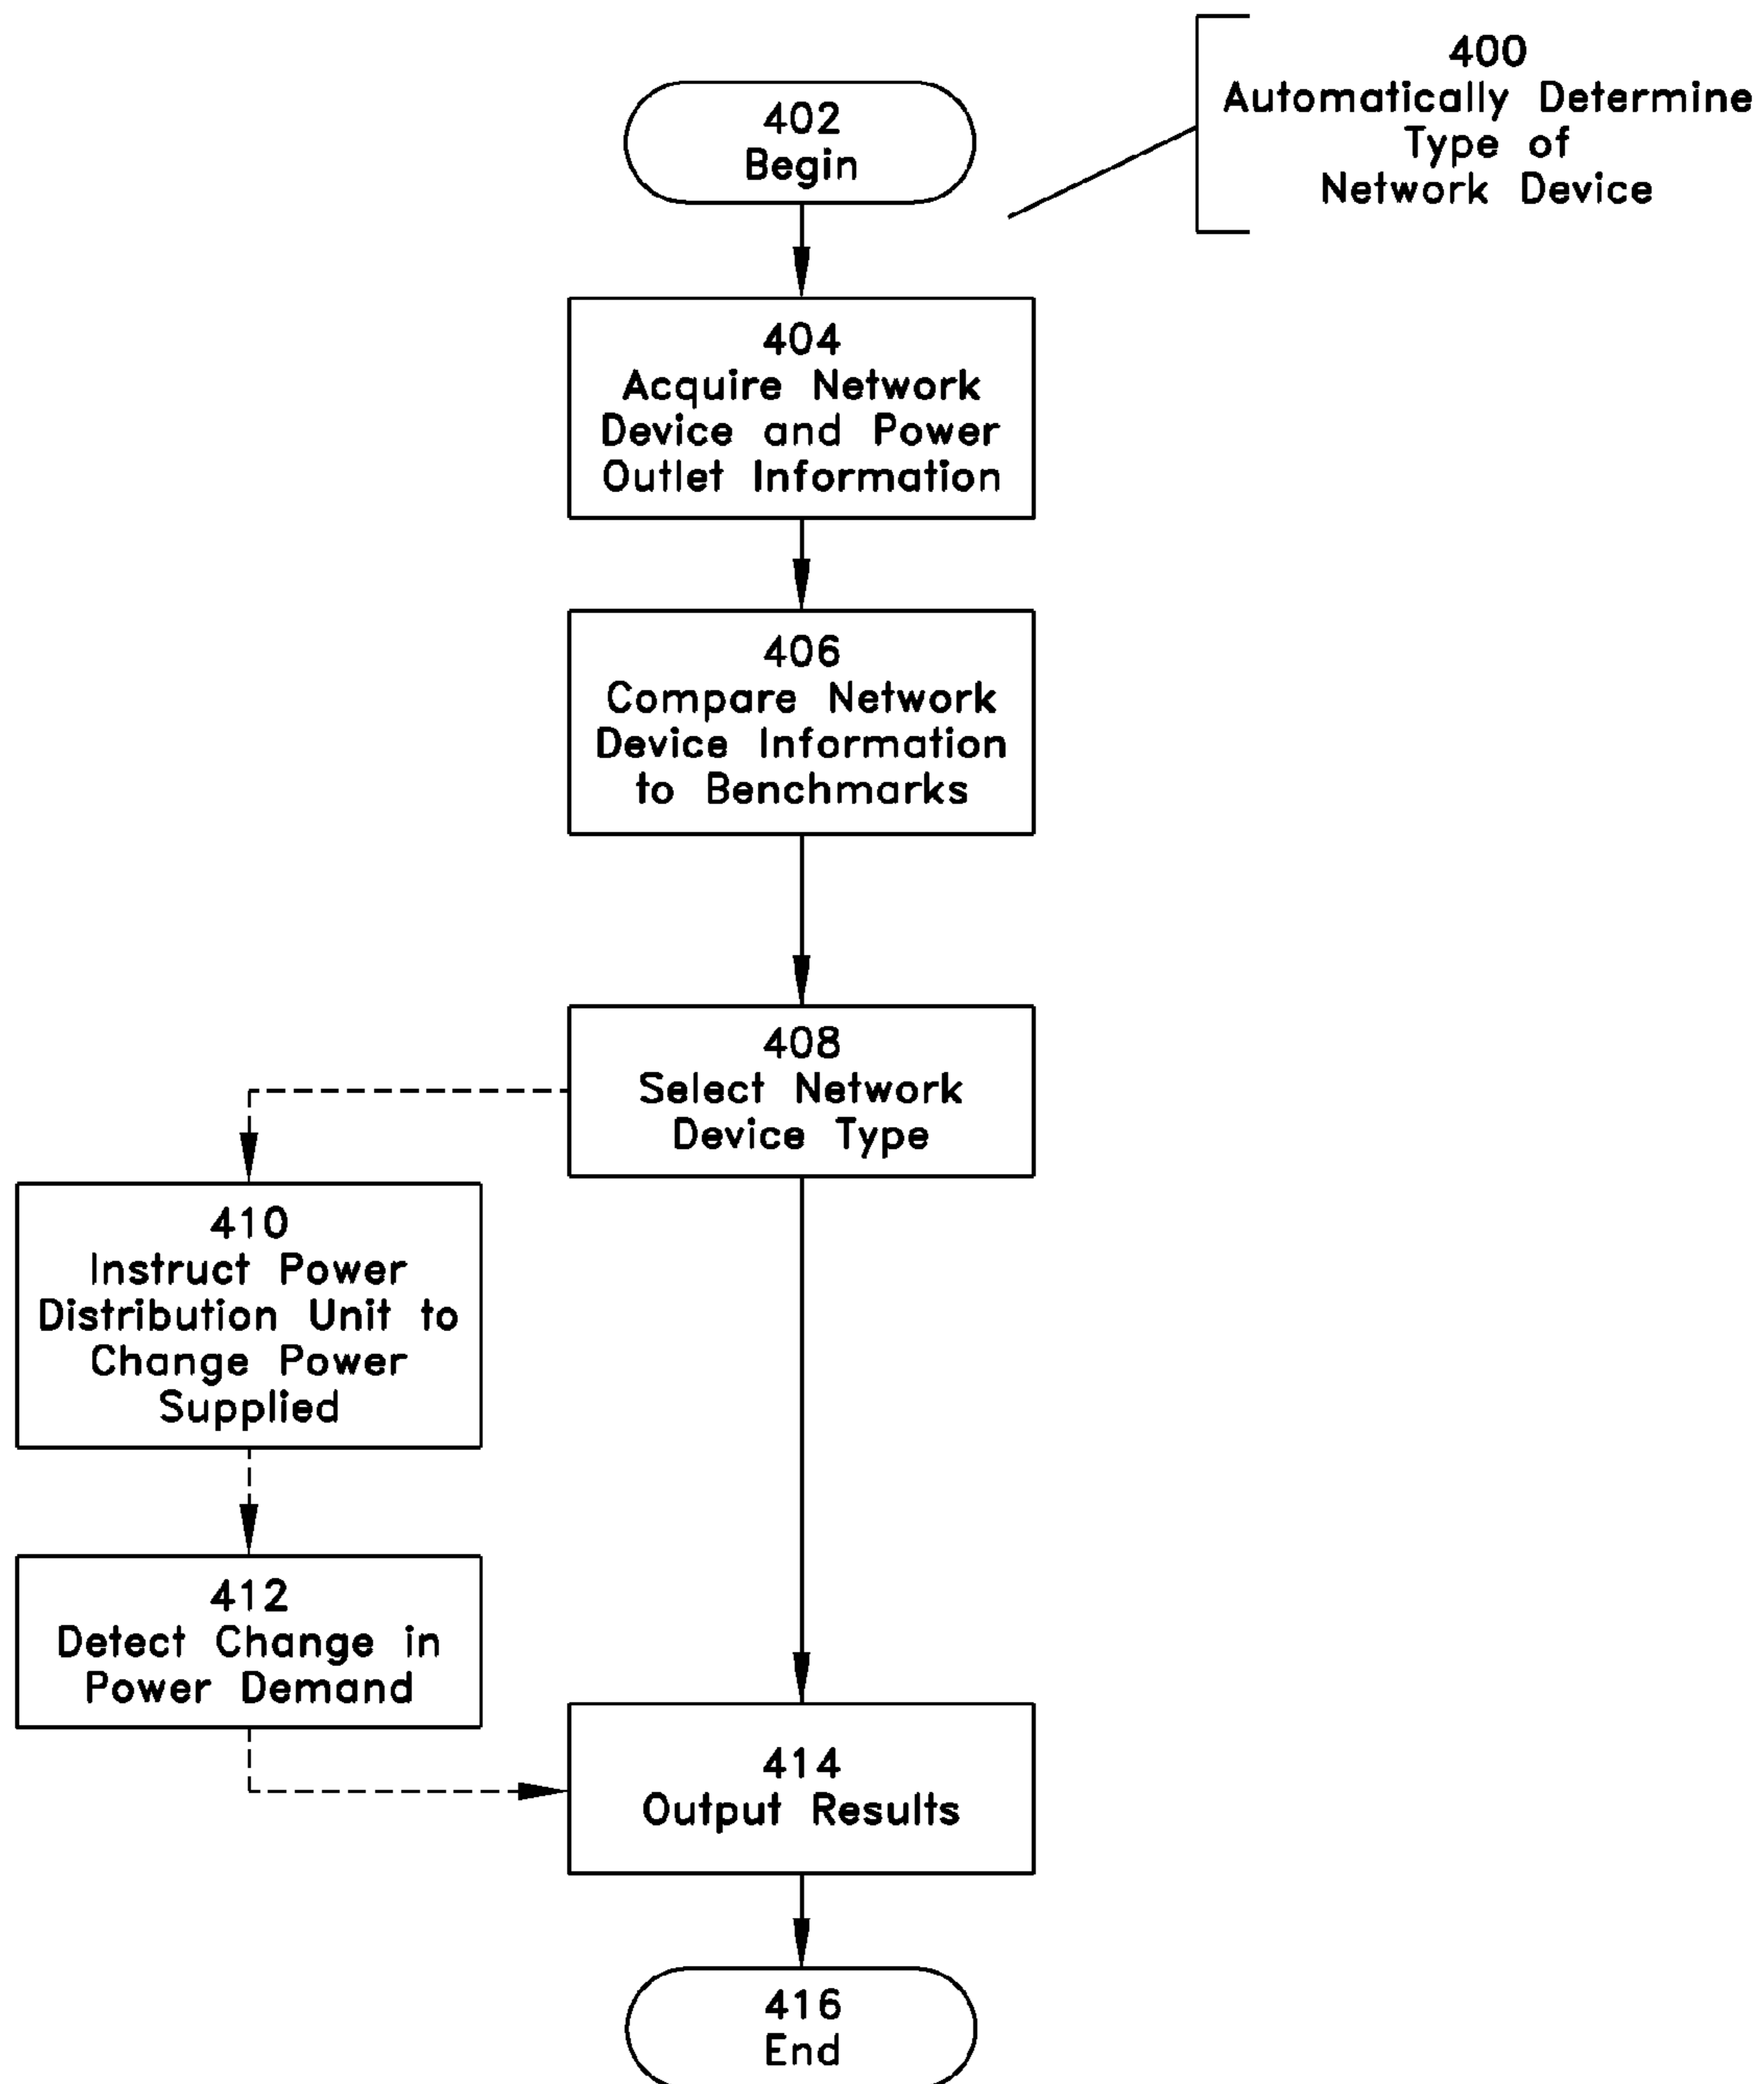 400
Automatically Determine
Type of
Network Device
402
Begin
404
Acquire Network
Device and Power
Outlet Information
406
Compare Network
Device Information
to Benchmarks
408
Select Network
Device Type
410
Instruct Power
Distribution Unit to
Change Power
Supplied
412
Detect Change in
Power Demand
414
Output Results
416
End